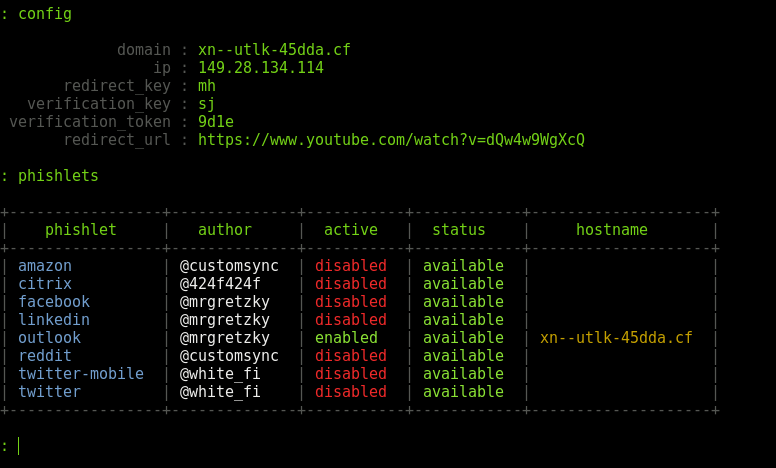 : config
domain : xn--utlk-45dda.cf
ip : 149.28.134.114
redirect_key : mh
verification_key : sj
verification_token : 9d1e
redirect_url : https://www.youtube.com/watch?v=dQw4w9WgXcQ
: phishlets
+-----------------+--------------+-----------+------------+--------------------+
| phishlet | author | active | status | hostname |
+-----------------+--------------+-----------+------------+--------------------+
| amazon | @customsync | disabled | available | |
| citrix | @424f424f | disabled | available | |
| facebook | @mrgretzky | disabled | available | |
| linkedin | @mrgretzky | disabled | available | |
| outlook | @mrgretzky | enabled | available | xn--utlk-45dda.cf |
| reddit | @customsync | disabled | available | |
| twitter-mobile | @white_fi | disabled | available | |
| twitter | @white_fi | disabled | available | |
+-----------------+--------------+-----------+------------+--------------------+
: